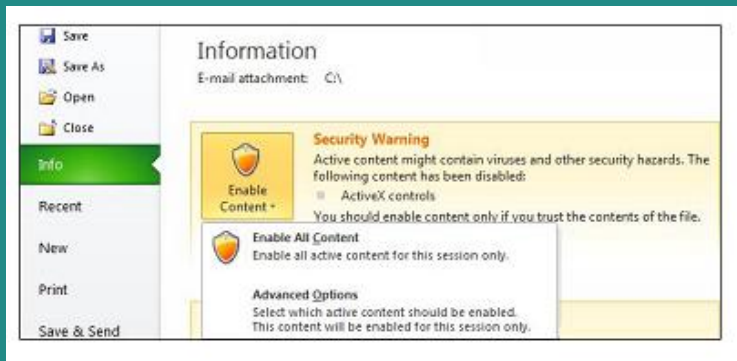 Save
Save As
Open
Close
Info
Recent
New
Print
Save & Send
Information
E-mail attachment: C:\
Enable
Content
Security Warning
Active content might contain viruses and other security hazards. The
following content has been disabled:
ActiveX controls
You should enable content only if you trust the contents of the file.
Enable All Content
Enable all active content for this session only.
Advanced Options
Select which active content should be enabled.
This content will be enabled for this session only.